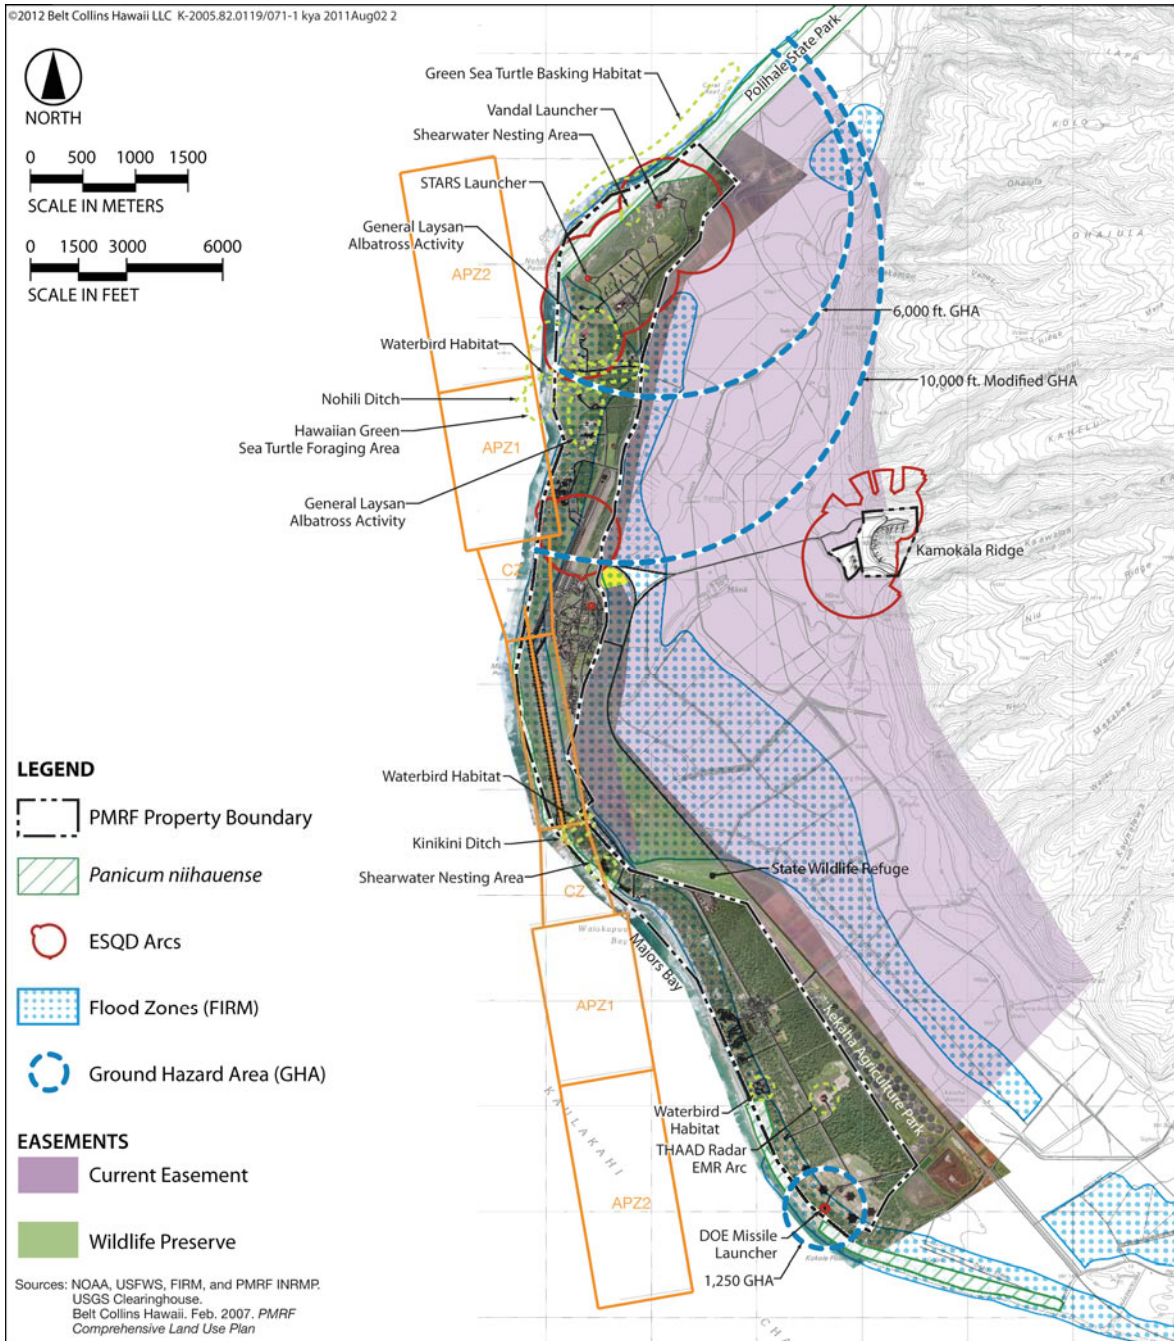 ©2012 Belt Collins Hawaii LLC K-2005.82.0119/071-1 kya 2011Aug02 2
NORTH
0 500 1000 1500
SCALE IN METERS
0 1500 3000 6000
SCALE IN FEET
Polihale State Park
Green Sea Turtle Basking Habitat
Vandal Launcher
Shearwater Nesting Area
STARS Launcher
General Laysan
Albatross Activity
APZ2
Waterbird Habitat
Nohili Ditch
Hawaiian Green
Sea Turtle Foraging Area
APZ1
General Laysan
Albatross Activity
6,000 ft. GHA
10,000 ft. Modified GHA
Kamokala Ridge
CZ
Waterbird Habitat
Kinikini Ditch
Shearwater Nesting Area
CZ
State Wildlife Refuge
Majors Bay
APZ1
Kekaha Agriculture Park
KAULAKAHI
APZ2
Waterbird
Habitat
THAAD Radar
EMR Arc
DOE Missile
Launcher
1,250 GHA
LEGEND
PMRF Property Boundary
Panicum niihauense
ESQD Arcs
Flood Zones (FIRM)
Ground Hazard Area (GHA)
EASEMENTS
Current Easement
Wildlife Preserve
Sources: NOAA, USFWS, FIRM, and PMRF INRMP.
USGS Clearinghouse.
Belt Collins Hawaii. Feb. 2007. PMRF
Comprehensive Land Use Plan